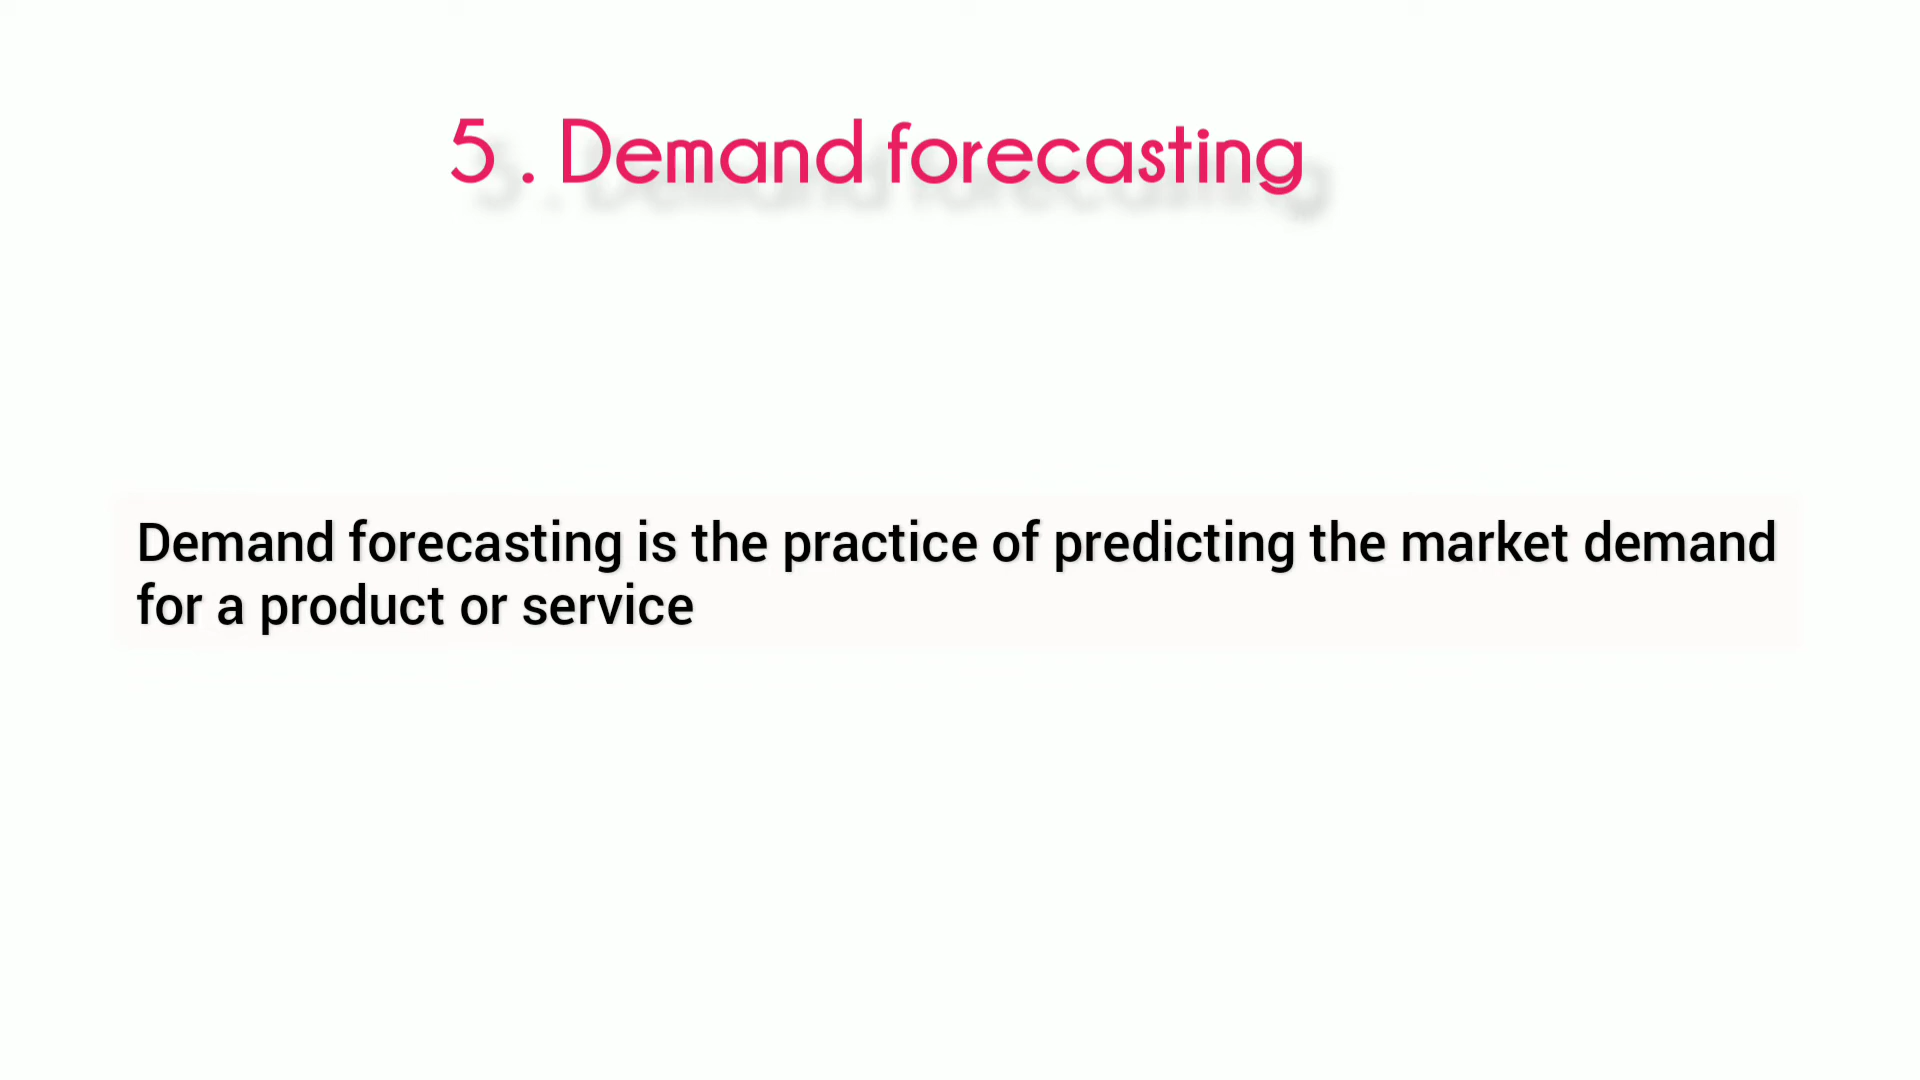 5 . Demand forecasting
Demand forecasting is the practice of predicting the market demand
for a product or service